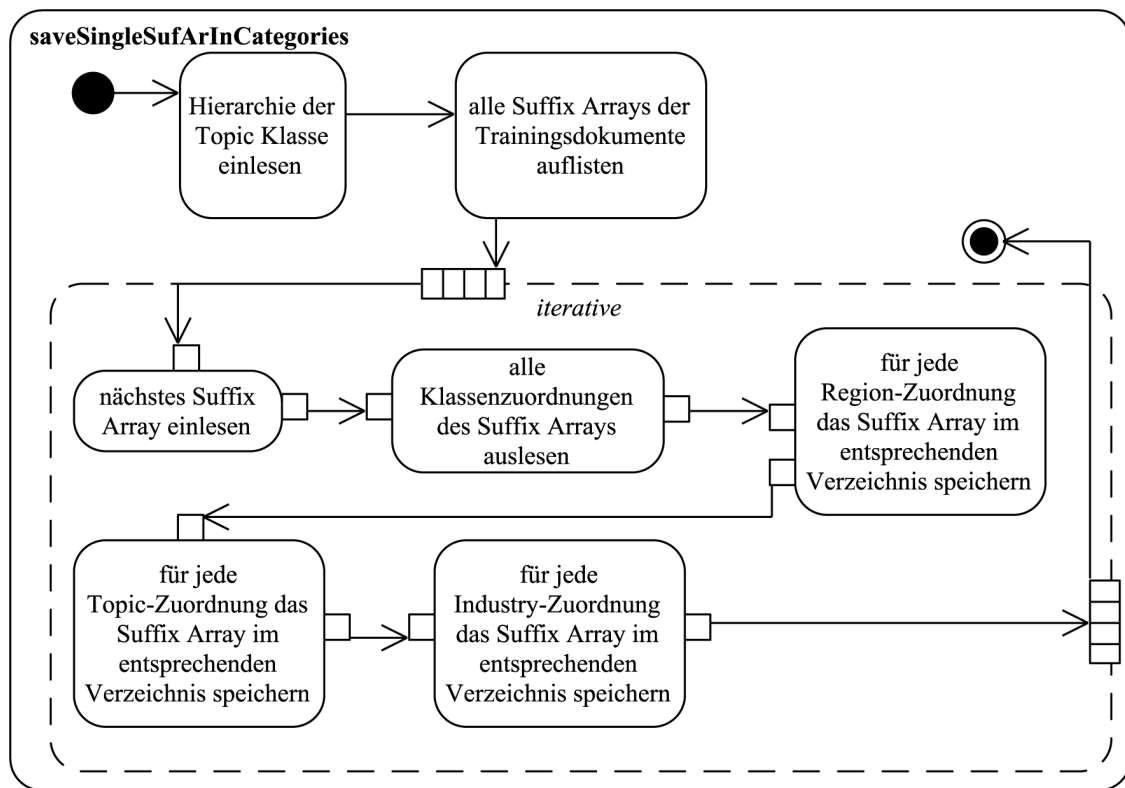 saveSingleSufArInCategories
Hierarchie der
Topic Klasse
einlesen
alle Suffix Arrays der
Trainingsdokumente
auflisten
iterative
nächstes Suffix
Array einlesen
alle
Klassenzuordnungen
des Suffix Arrays
auslesen
für jede
Region-Zuordnung
das Suffix Array im
entsprechenden
Verzeichnis speichern
für jede
Topic-Zuordnung das
Suffix Array im
entsprechenden
Verzeichnis speichern
für jede
Industry-Zuordnung
das Suffix Array im
entsprechenden
Verzeichnis speichern